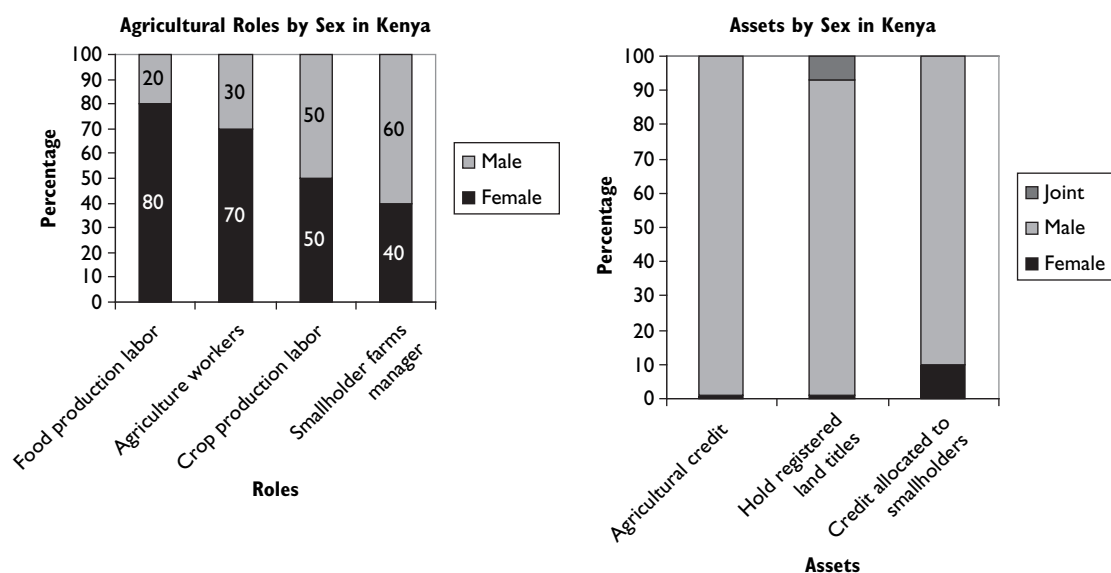 Agricultural Roles by Sex in Kenya
Percentage
100
90
80
70
60
50
40
30
20
10
0
20
80
30
70
50
50
60
40
Food production labor
Agriculture workers
Crop production labor
Smallholder farms
manager
Roles
Male
Female
Assets by Sex in Kenya
Percentage
100
90
80
70
60
50
40
30
20
10
0
Agricultural credit
Hold registered
land titles
Credit allocated to
smallholders
Assets
Joint
Male
Female